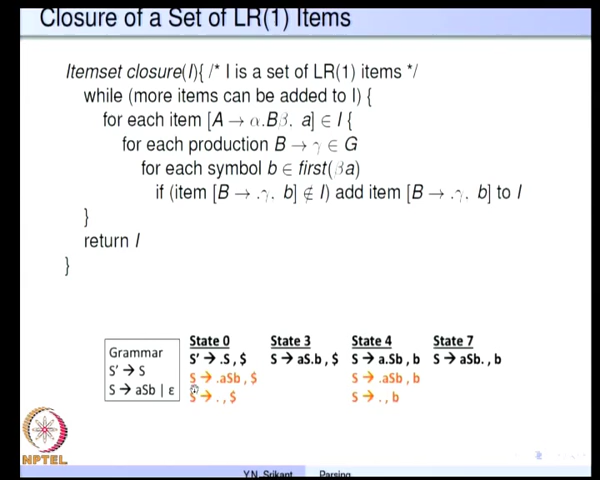 Closure of a Set of LR(1) Items
Itemset closure(I){ /* I is a set of LR(1) items */
while (more items can be added to I) {
for each item [A → α.Bβ, a] ∈ I {
for each production B → γ ∈ G
for each symbol b ∈ first(βa)
if (item [B → .γ, b] ∉ I) add item [B → .γ, b] to I
}
return I
}
Grammar
S' → S
S → aSb | ε
State 0
S' → .S , $
S → .aSb , $
S → . , $
State 3
S → aS.b , $
State 4
S → a.Sb , b
S → .aSb , b
S → . , b
State 7
S → aSb. , b
NPTEL
Y.N. Srikant Parsing